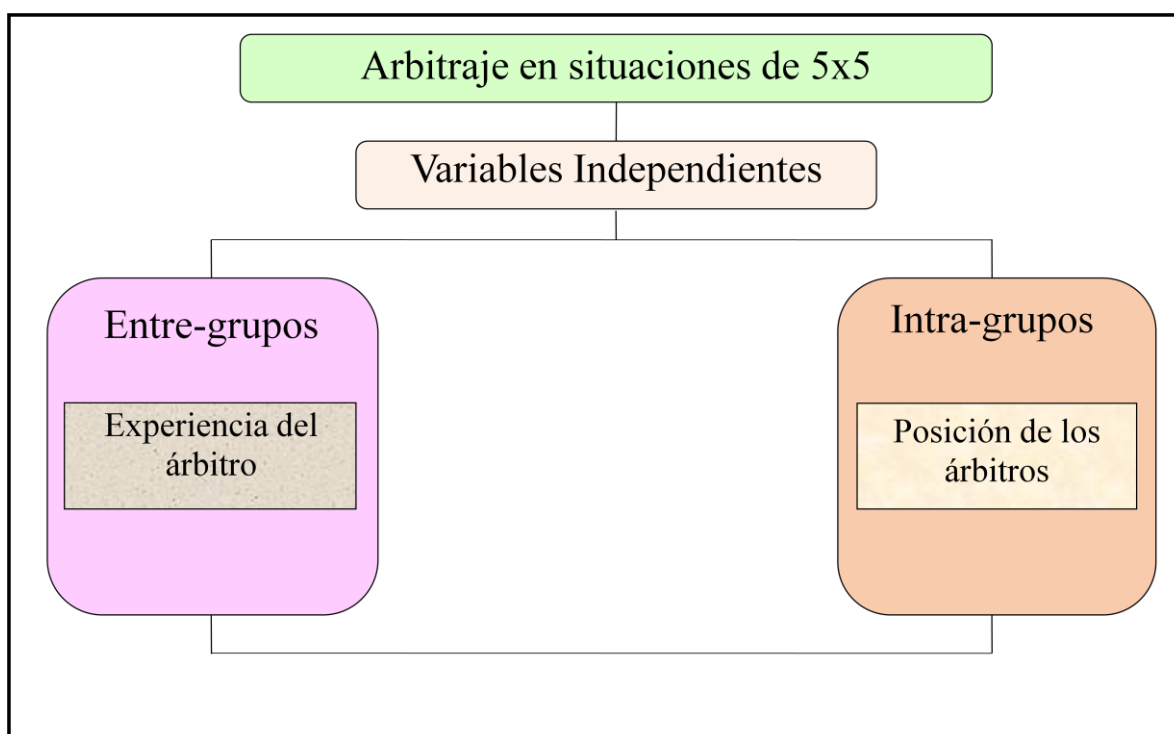 Arbitraje en situaciones de 5x5
Variables Independientes
Entre-grupos
Experiencia del
árbitro
Intra-grupos
Posición de los
árbitros